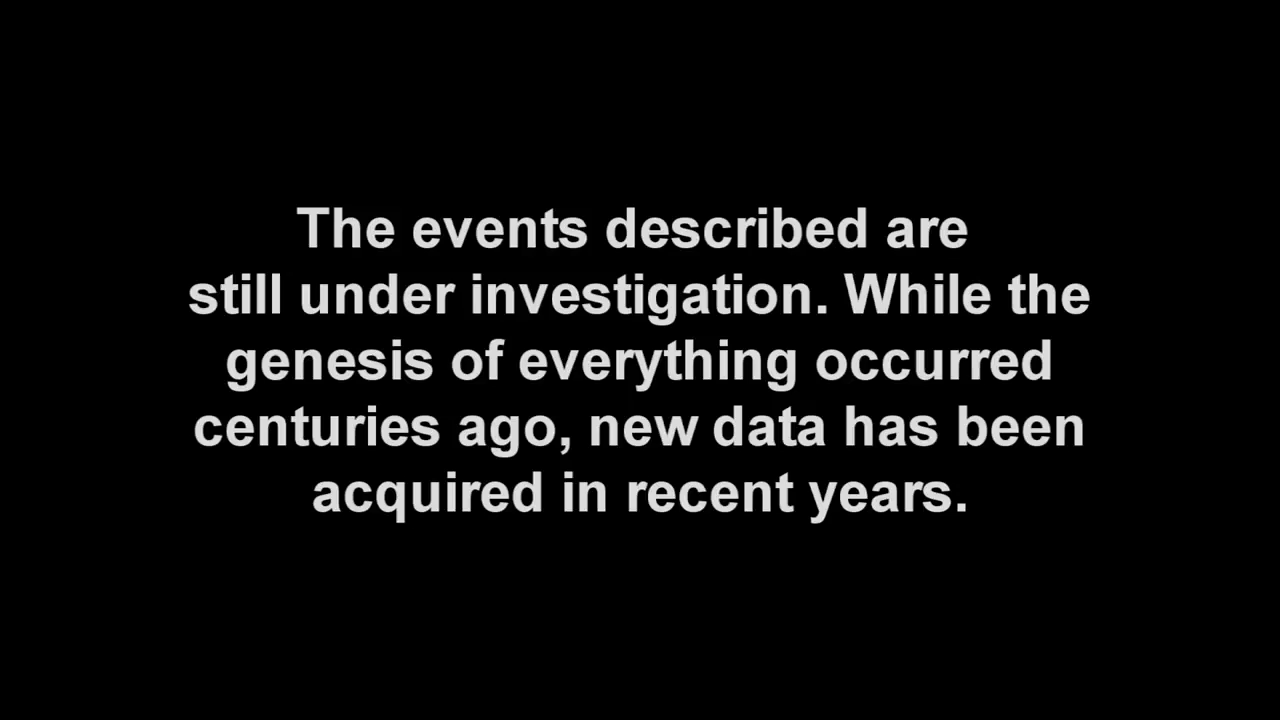 The events described are
still under investigation. While the
genesis of everything occurred
centuries ago, new data has been
acquired in recent years.